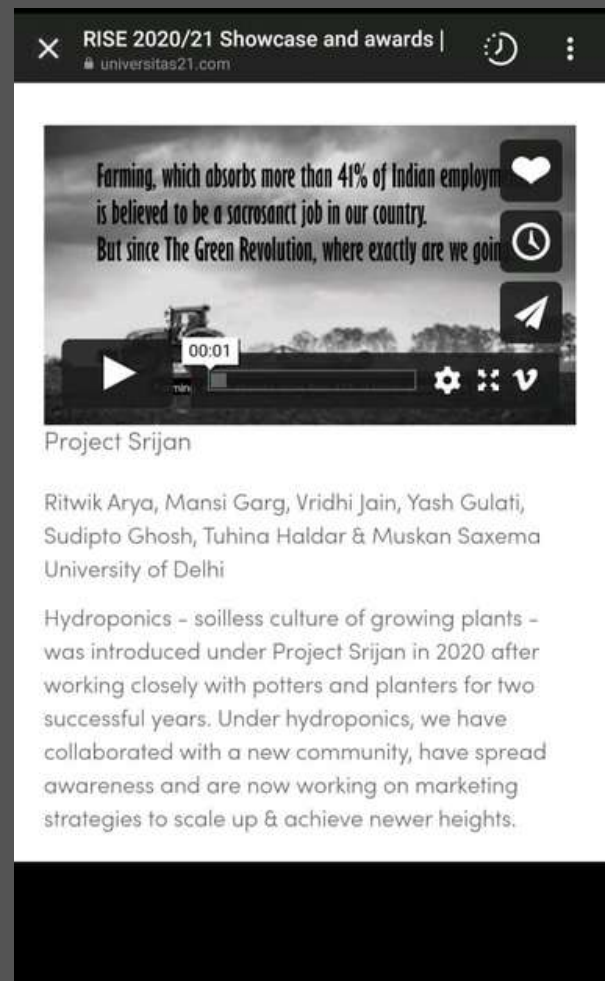 RISE 2020/21 Showcase and awards |
universitas21.com
Farming, which absorbs more than 41% of Indian employm
is believed to be a sacrosanct job in our country.
But since The Green Revolution, where exactly are we goin
00:01
Project Srijan
Ritwik Arya, Mansi Garg, Vridhi Jain, Yash Gulati,
Sudipto Ghosh, Tuhina Haldar & Muskan Saxema
University of Delhi
Hydroponics - soilless culture of growing plants -
was introduced under Project Srijan in 2020 after
working closely with potters and planters for two
successful years. Under hydroponics, we have
collaborated with a new community, have spread
awareness and are now working on marketing
strategies to scale up & achieve newer heights.